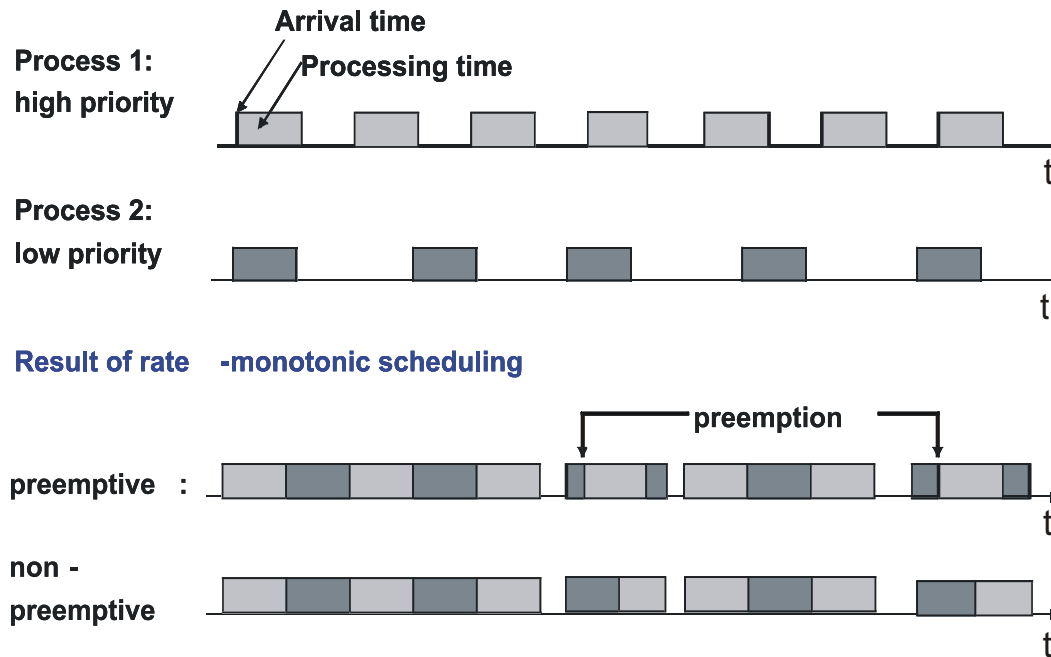 Arrival time
Process 1:
Processing time
high priority
t
Process 2:
low priority
t
Result of rate -monotonic scheduling
preemption
preemptive :
t
non -
preemptive
t